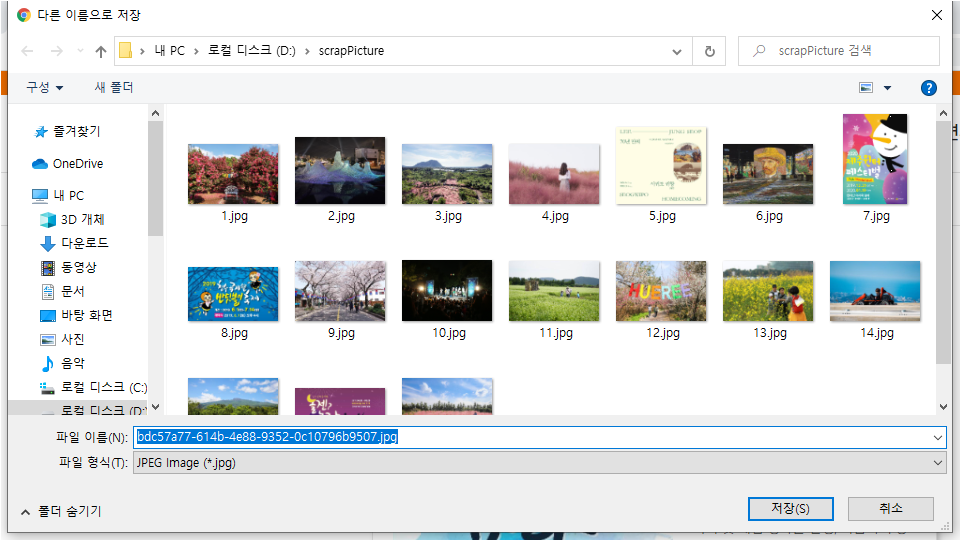 다른 이름으로 저장
내 PC › 로컬 디스크 (D:) › scrapPicture
scrapPicture 검색
구성
새 폴더
즐겨찾기
OneDrive
내 PC
3D 개체
다운로드
동영상
문서
바탕 화면
사진
음악
로컬 디스크 (C:)
로컬 디스크 (D:)
1.jpg
2.jpg
3.jpg
4.jpg
5.jpg
6.jpg
7.jpg
페스티벌
8.jpg
9.jpg
10.jpg
11.jpg
HUEREE
12.jpg
13.jpg
14.jpg
파일 이름(N):
bdc57a77-614b-4e88-9352-0c10796b9507.jpg
파일 형식(T):
JPEG Image (*.jpg)
폴더 숨기기
저장(S)
취소